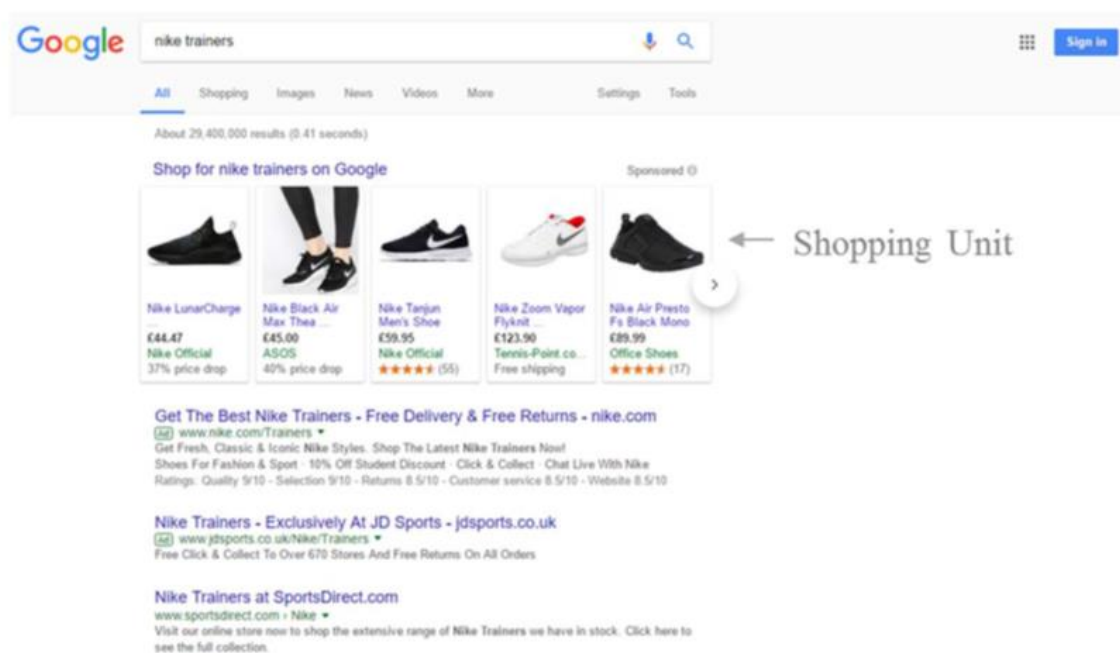 Google
nike trainers
Sign in
All Shopping Images News Videos More Settings Tools
About 29,400,000 results (0.41 seconds)
Shop for nike trainers on Google
Sponsored
Nike LunarCharge
...
£44.47
Nike Official
37% price drop
Nike Black Air
Max Thea ...
£45.00
ASOS
40% price drop
Nike Tanjun
Men's Shoe
£59.95
Nike Official
(55)
Nike Zoom Vapor
Flyknit ...
£123.90
Tennis-Point.co...
Free shipping
Nike Air Presto
Fs Black Mono
£89.99
Office Shoes
(17)
Shopping Unit
Get The Best Nike Trainers - Free Delivery & Free Returns - nike.com
Ad www.nike.com/Trainers
Get Fresh, Classic & Iconic Nike Styles. Shop The Latest Nike Trainers Now!
Shoes For Fashion & Sport · 10% Off Student Discount · Click & Collect · Chat Live With Nike
Ratings: Quality 9/10 - Selection 9/10 - Returns 8.5/10 - Customer service 8.5/10 - Website 8.5/10
Nike Trainers - Exclusively At JD Sports - jdsports.co.uk
Ad www.jdsports.co.uk/Nike/Trainers
Free Click & Collect To Over 670 Stores And Free Returns On All Orders
Nike Trainers at SportsDirect.com
www.sportsdirect.com › Nike
Visit our online store now to shop the extensive range of Nike Trainers we have in stock. Click here to
see the full collection.